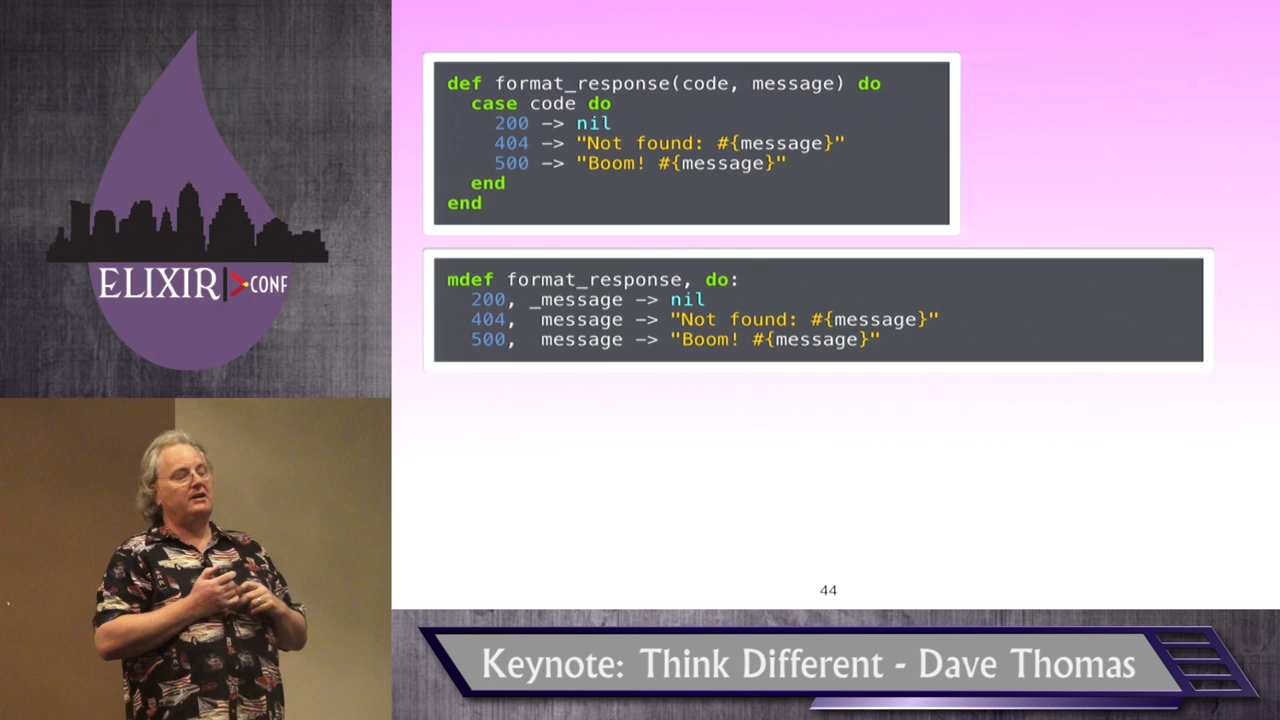 ELIXIR|>CONF
def format_response(code, message) do
  case code do
    200 -> nil
    404 -> "Not found: #{message}"
    500 -> "Boom! #{message}"
  end
end
mdef format_response, do:
  200, _message -> nil
  404,  message -> "Not found: #{message}"
  500,  message -> "Boom! #{message}"
44
Keynote: Think Different - Dave Thomas